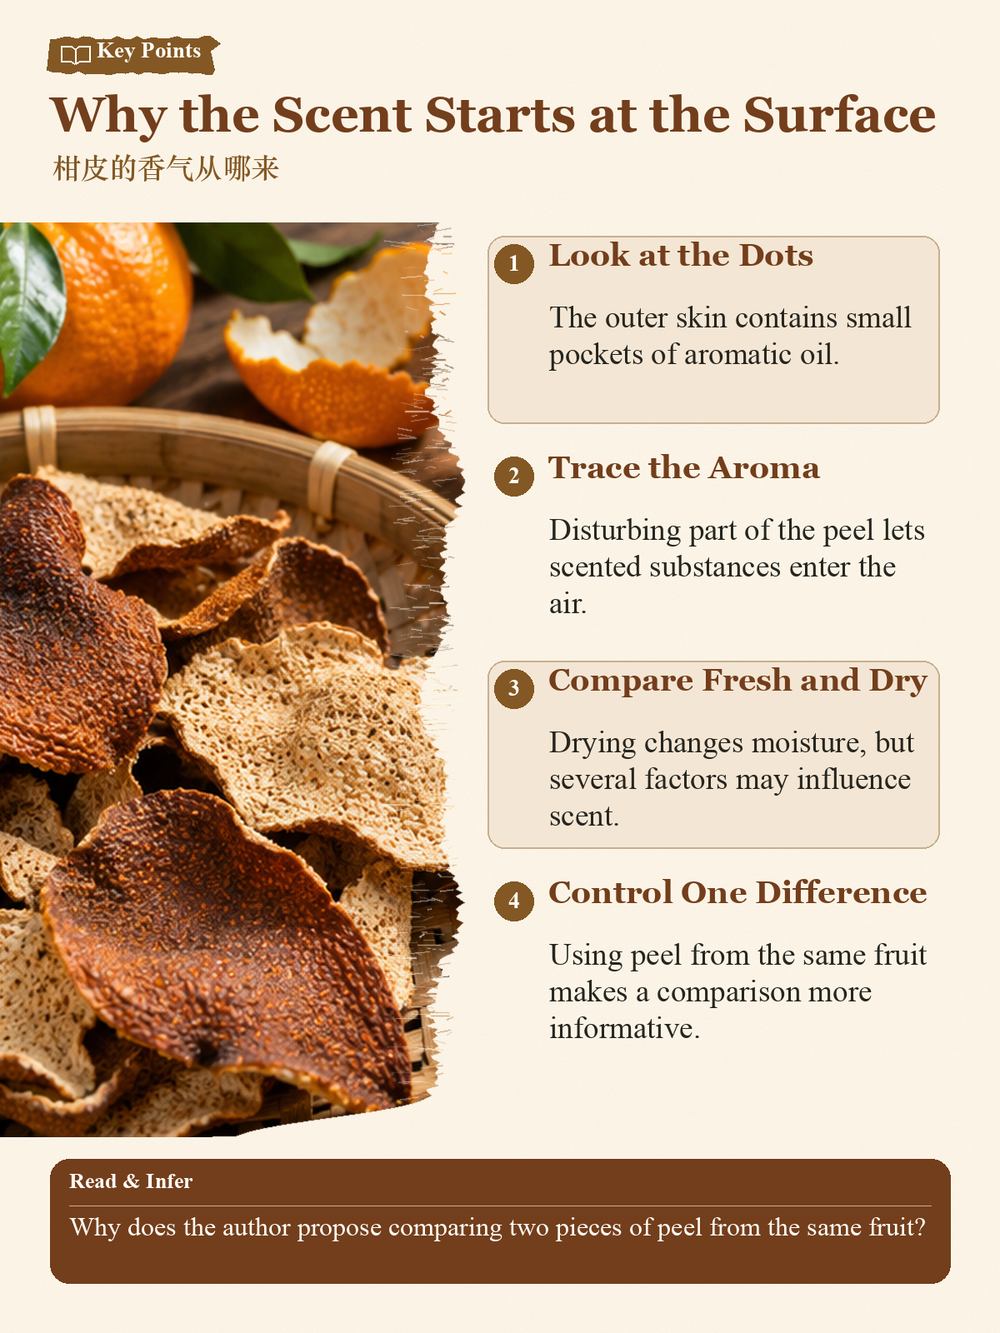 Key Points
Why the Scent Starts at the Surface
柑皮的香气从哪来
1
Look at the Dots
The outer skin contains small
pockets of aromatic oil.
2
Trace the Aroma
Disturbing part of the peel lets
scented substances enter the
air.
3
Compare Fresh and Dry
Drying changes moisture, but
several factors may influence
scent.
4
Control One Difference
Using peel from the same fruit
makes a comparison more
informative.
Read & Infer
Why does the author propose comparing two pieces of peel from the same fruit?